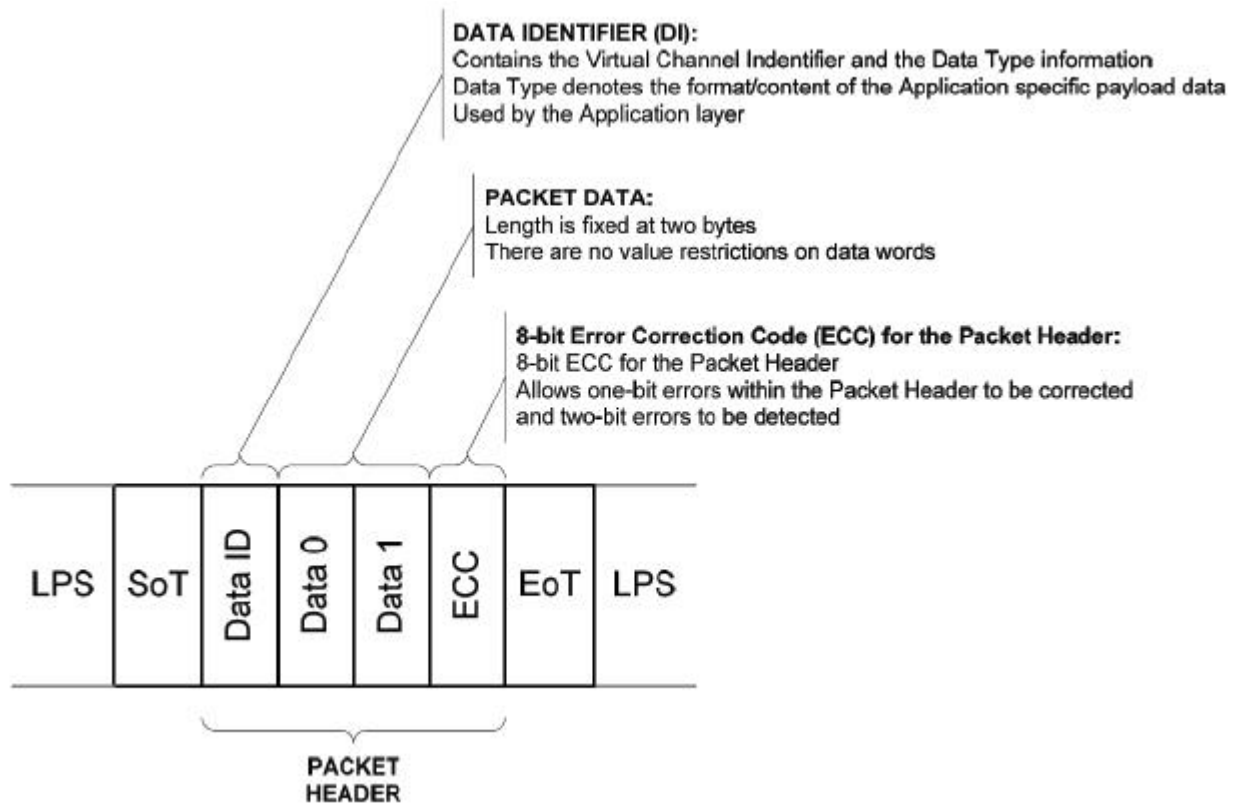 DATA IDENTIFIER (DI):
Contains the Virtual Channel Indentifier and the Data Type information
Data Type denotes the format/content of the Application specific payload data
Used by the Application layer
PACKET DATA:
Length is fixed at two bytes
There are no value restrictions on data words
8-bit Error Correction Code (ECC) for the Packet Header:
8-bit ECC for the Packet Header
Allows one-bit errors within the Packet Header to be corrected
and two-bit errors to be detected
LPS
SoT
Data ID
Data 0
Data 1
ECC
EoT
LPS
PACKET
HEADER